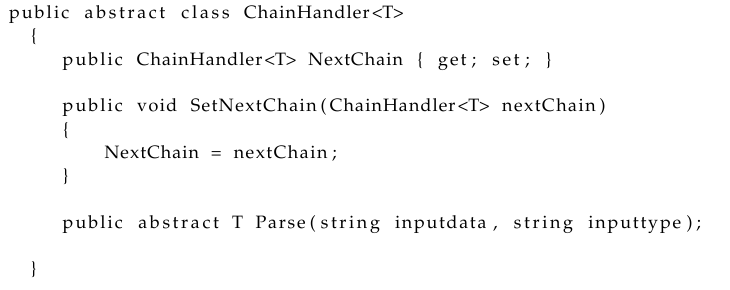 public abstract class ChainHandler<T>
{
public ChainHandler<T> NextChain { get; set; }
public void SetNextChain(ChainHandler<T> nextChain)
{
NextChain = nextChain;
}
public abstract T Parse(string inputdata, string inputtype);
}